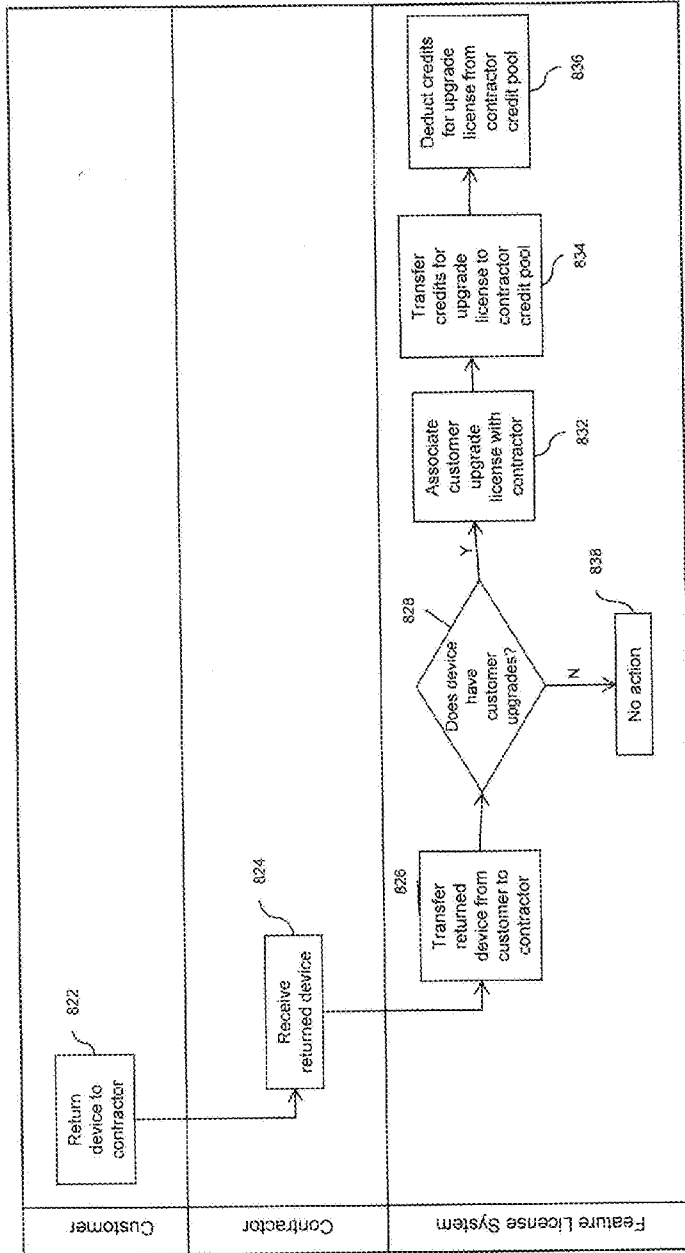 Customer
822
Return
device to
contractor
Contractor
824
Receive
returned device
Feature License System
826
Transfer
returned
device from
customer to
contractor
828
Does device
have
customer
upgrades?
Y
N
838
No action
Associate
customer
upgrade
license with
contractor
832
Transfer
credits for
upgrade
license to
contractor
credit pool
834
Deduct credits
for upgrade
license from
contractor
credit pool
836